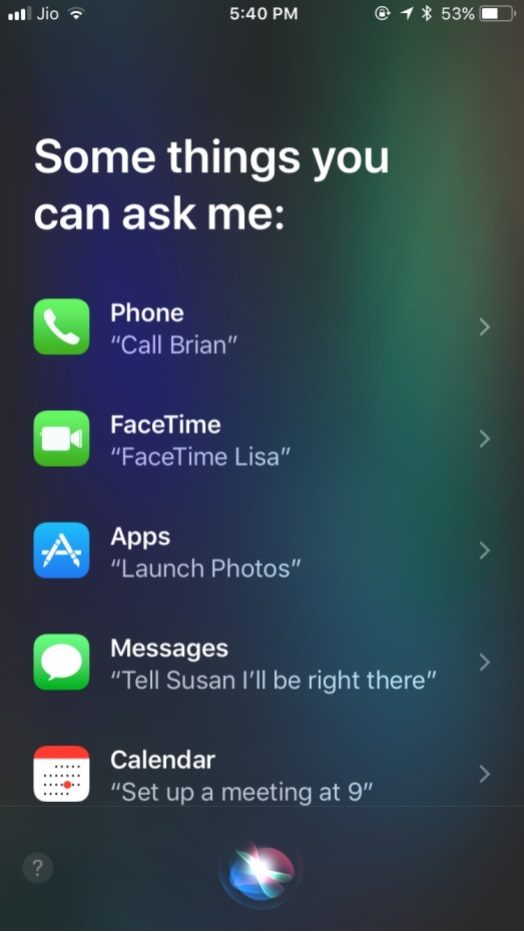 Jio 5:40 PM 53%
Some things you
can ask me:
Phone
“Call Brian”
FaceTime
“FaceTime Lisa”
Apps
“Launch Photos”
Messages
“Tell Susan I’ll be right there”
Calendar
“Set up a meeting at 9”
?